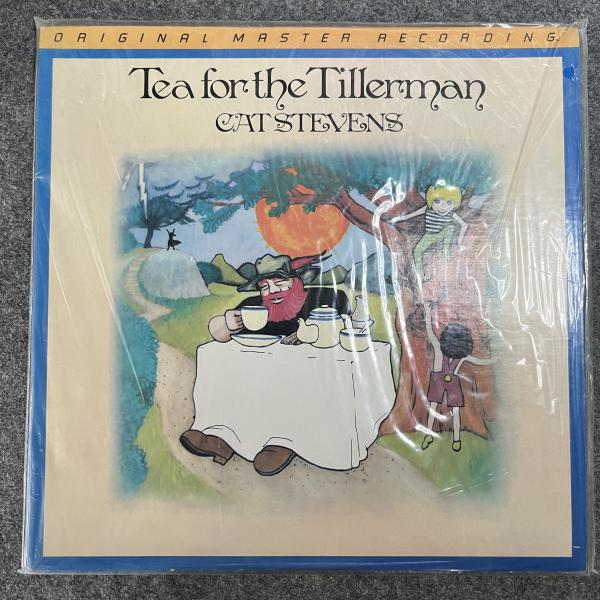 ORIGINAL MASTER RECORDING
Tea for the Tillerman
CAT STEVENS